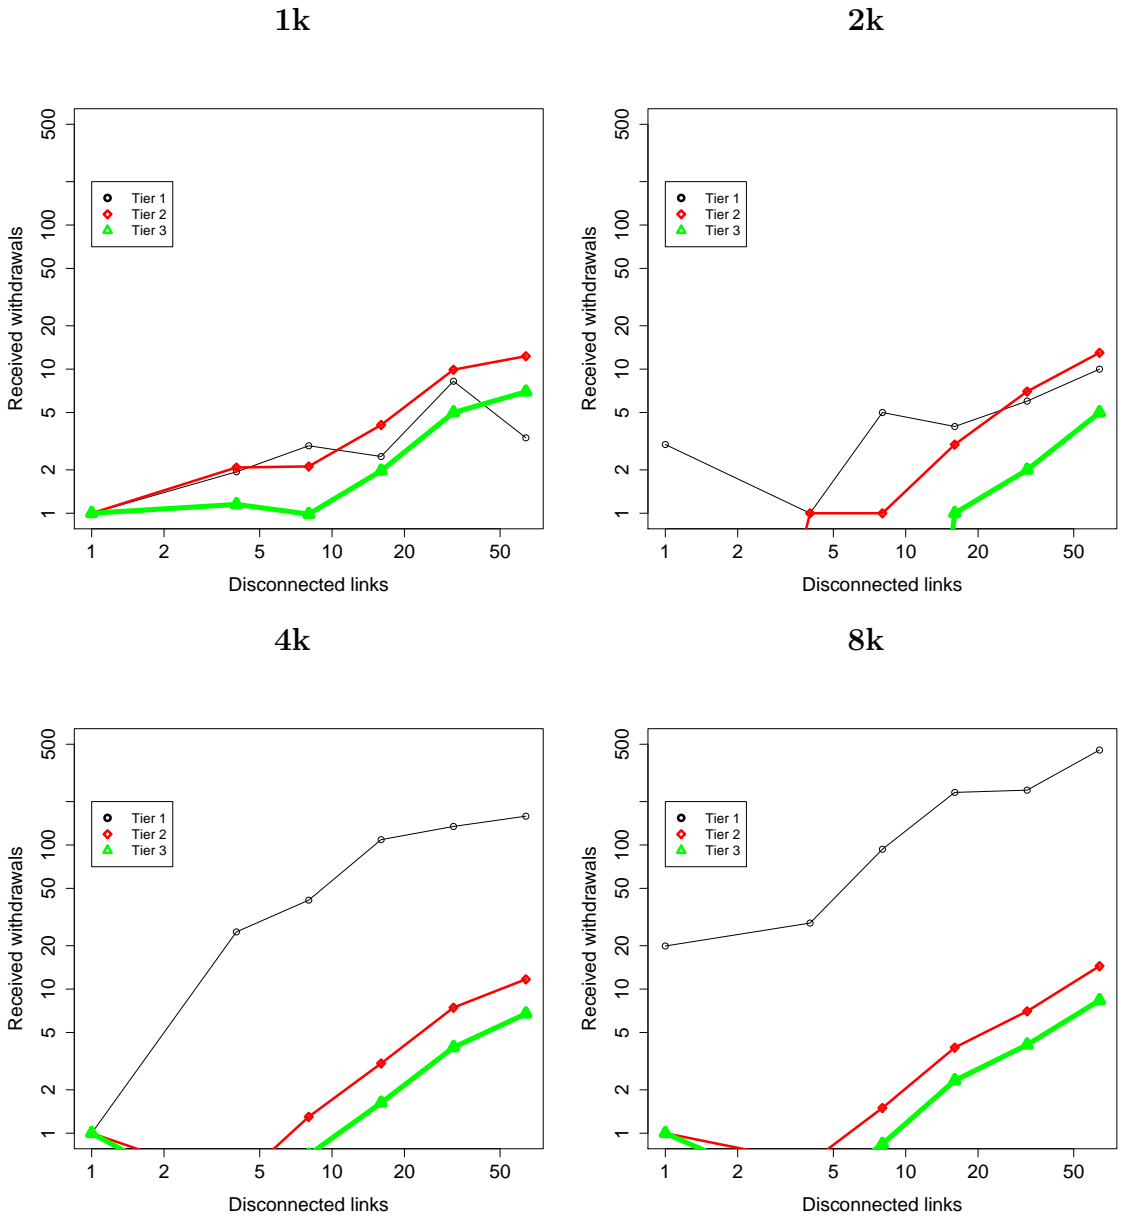 1k
500
100
50
20
10
5
2
1
Received withdrawals
Tier 1
Tier 2
Tier 3
1 2 5 10 20 50
Disconnected links
2k
500
100
50
20
10
5
2
1
Received withdrawals
Tier 1
Tier 2
Tier 3
1 2 5 10 20 50
Disconnected links
4k
500
100
50
20
10
5
2
1
Received withdrawals
Tier 1
Tier 2
Tier 3
1 2 5 10 20 50
Disconnected links
8k
500
100
50
20
10
5
2
1
Received withdrawals
Tier 1
Tier 2
Tier 3
1 2 5 10 20 50
Disconnected links